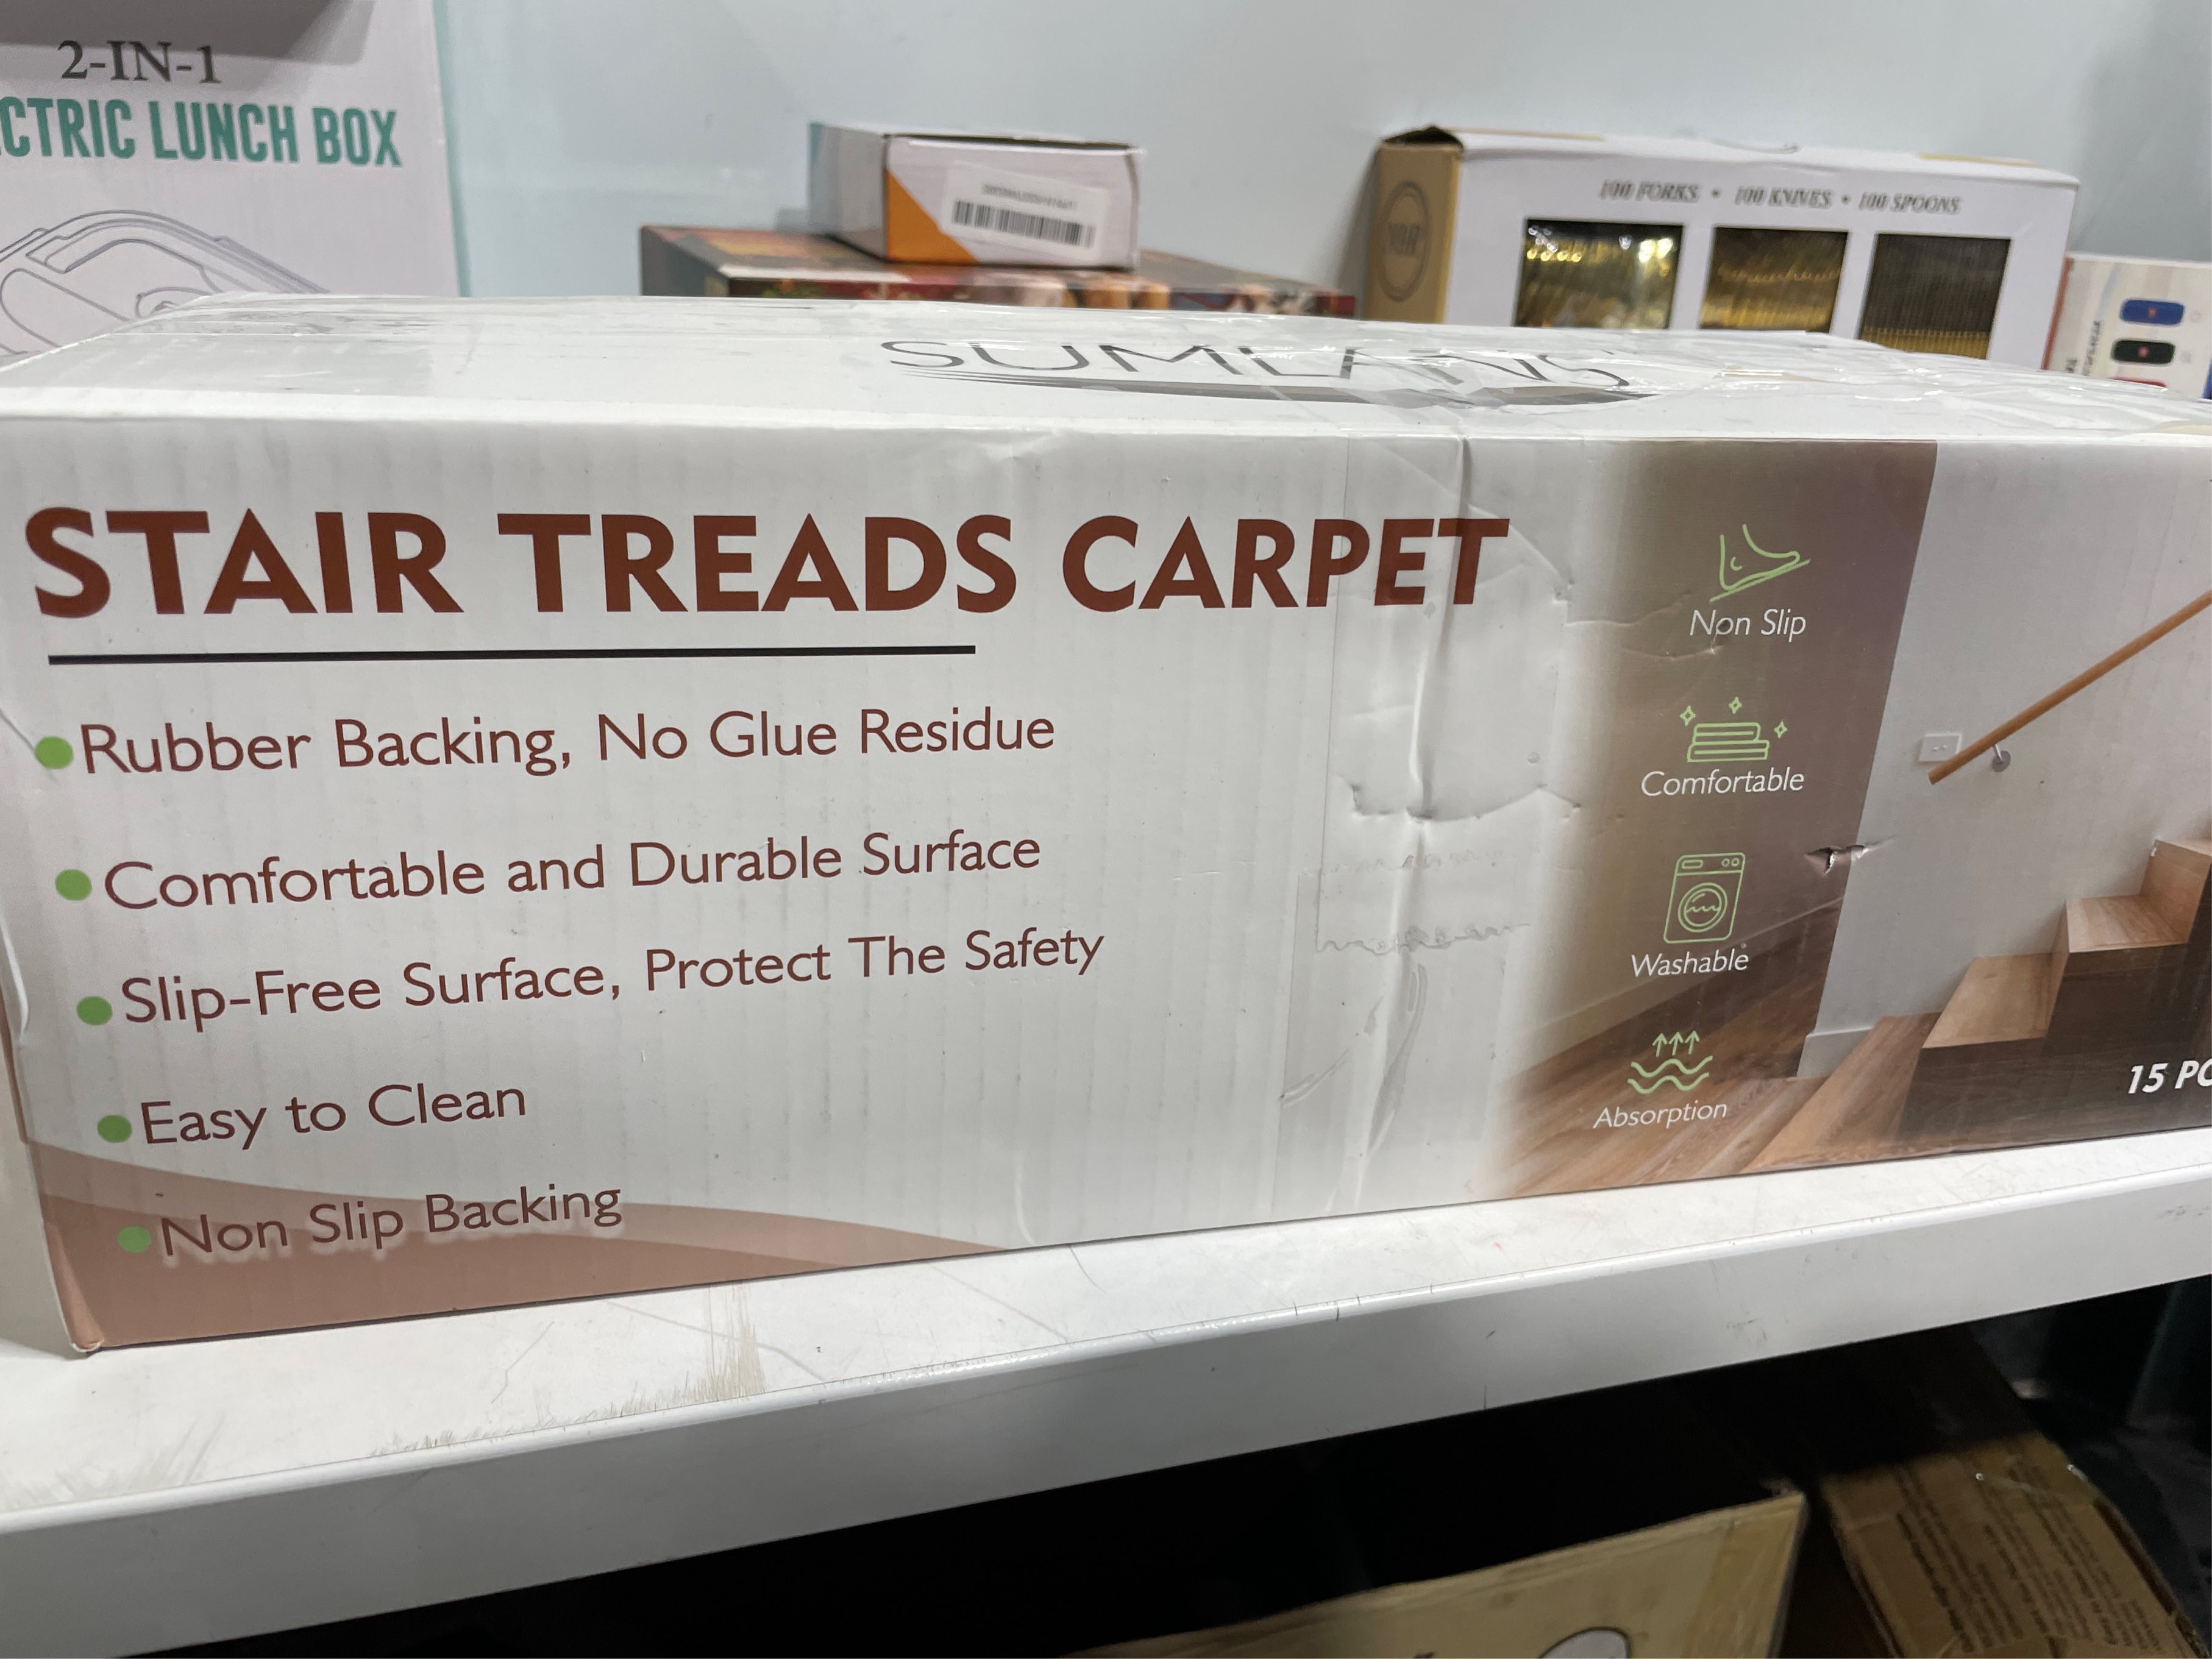 2-IN-1
CTRIC LUNCH BOX
100 FORKS • 100 KNIVES • 100 SPOONS
SUMLANS
STAIR TREADS CARPET
Rubber Backing, No Glue Residue
Comfortable and Durable Surface
Slip-Free Surface, Protect The Safety
Easy to Clean
Non Slip Backing
Non Slip
Comfortable
Washable
Absorption
15 PC